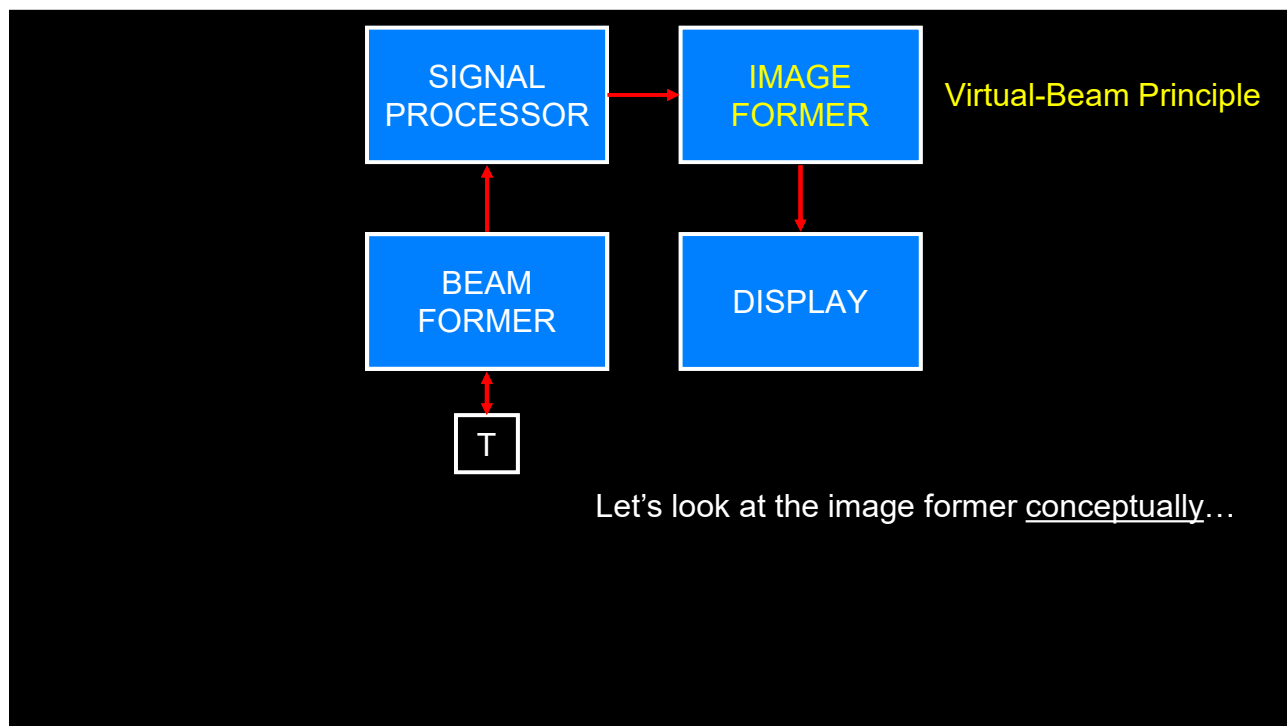 SIGNAL
PROCESSOR
IMAGE
FORMER
Virtual-Beam Principle
BEAM
FORMER
DISPLAY
T
Let’s look at the image former conceptually…